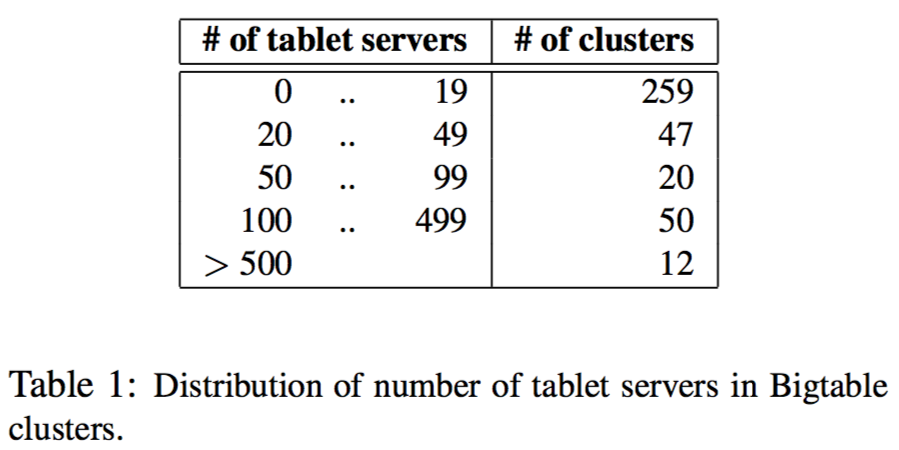 # of tablet servers # of clusters
0 .. 19 259
20 .. 49 47
50 .. 99 20
100 .. 499 50
> 500 12
Table 1: Distribution of number of tablet servers in Bigtable
clusters.